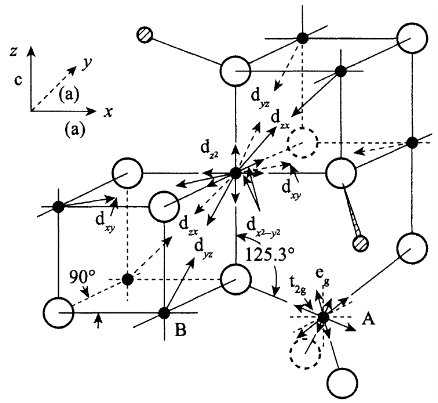 z
y
c
(a)
x
(a)
d_yz
d_zx
d_z²
d_xy
d_xy
d_zx
d_x²−y²
d_yz
125.3°
90°
t_2g
e_g
A
B